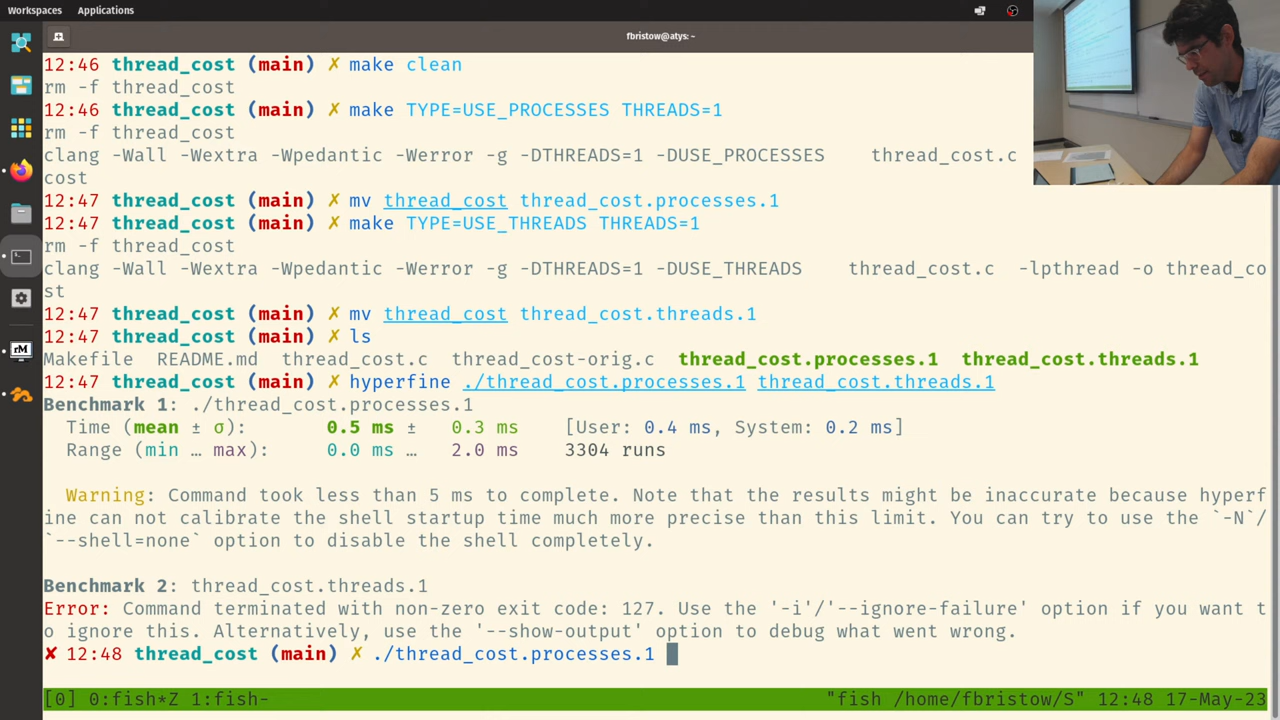 Workspaces Applications
fbristow@atys: ~
12:46 thread_cost (main) ✗ make clean
rm -f thread_cost
12:46 thread_cost (main) ✗ make TYPE=USE_PROCESSES THREADS=1
rm -f thread_cost
clang -Wall -Wextra -Wpedantic -Werror -g -DTHREADS=1 -DUSE_PROCESSES    thread_cost.c
cost
12:47 thread_cost (main) ✗ mv thread_cost thread_cost.processes.1
12:47 thread_cost (main) ✗ make TYPE=USE_THREADS THREADS=1
rm -f thread_cost
clang -Wall -Wextra -Wpedantic -Werror -g -DTHREADS=1 -DUSE_THREADS    thread_cost.c  -lpthread -o thread_co
st
12:47 thread_cost (main) ✗ mv thread_cost thread_cost.threads.1
12:47 thread_cost (main) ✗ ls
Makefile  README.md  thread_cost.c  thread_cost-orig.c  thread_cost.processes.1  thread_cost.threads.1
12:47 thread_cost (main) ✗ hyperfine ./thread_cost.processes.1 thread_cost.threads.1
Benchmark 1: ./thread_cost.processes.1
  Time (mean ± σ):     0.5 ms ±   0.3 ms    [User: 0.4 ms, System: 0.2 ms]
  Range (min … max):   0.0 ms …   2.0 ms    3304 runs
  Warning: Command took less than 5 ms to complete. Note that the results might be inaccurate because hyperf
ine can not calibrate the shell startup time much more precise than this limit. You can try to use the `-N`/
`--shell=none` option to disable the shell completely.
Benchmark 2: thread_cost.threads.1
Error: Command terminated with non-zero exit code: 127. Use the '-i'/'--ignore-failure' option if you want t
o ignore this. Alternatively, use the '--show-output' option to debug what went wrong.
✘ 12:48 thread_cost (main) ✗ ./thread_cost.processes.1
[0] 0:fish*Z 1:fish- "fish /home/fbristow/S" 12:48 17-May-23